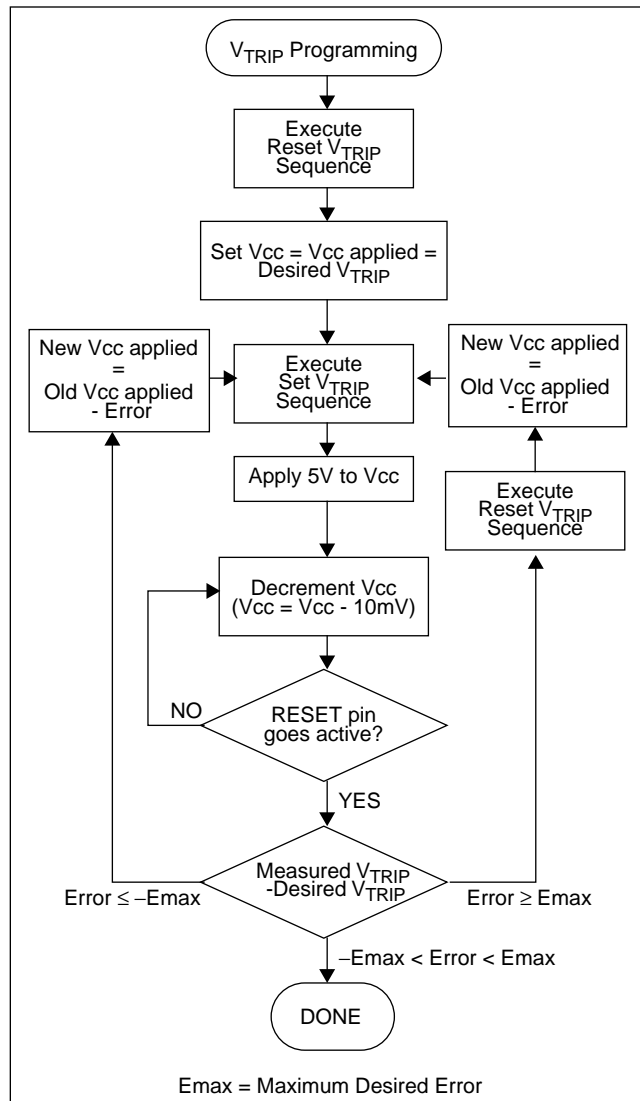 VTRIP Programming
Execute
Reset VTRIP
Sequence
Set Vcc = Vcc applied =
Desired VTRIP
New Vcc applied
=
Old Vcc applied
- Error
Execute
Set VTRIP
Sequence
New Vcc applied
=
Old Vcc applied
- Error
Apply 5V to Vcc
Execute
Reset VTRIP
Sequence
Decrement Vcc
(Vcc = Vcc - 10mV)
NO
RESET pin
goes active?
YES
Measured VTRIP
-Desired VTRIP
Error ≤ –Emax
Error ≥ Emax
–Emax < Error < Emax
DONE
Emax = Maximum Desired Error